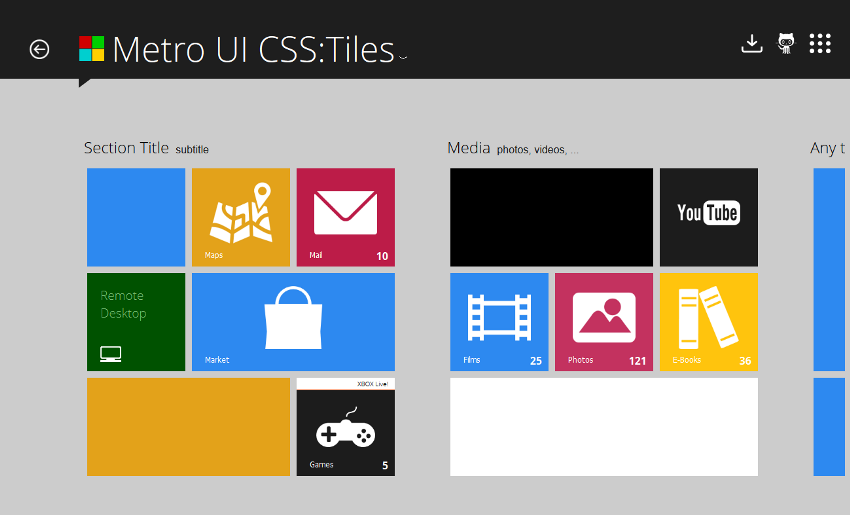 Metro UI CSS:Tiles
Section Title subtitle
Maps
Mail 10
Remote
Desktop
Market
XBOX Live!
Games 5
Media photos, videos, ...
YouTube
Films 25
Photos 121
E-Books 36
Any t